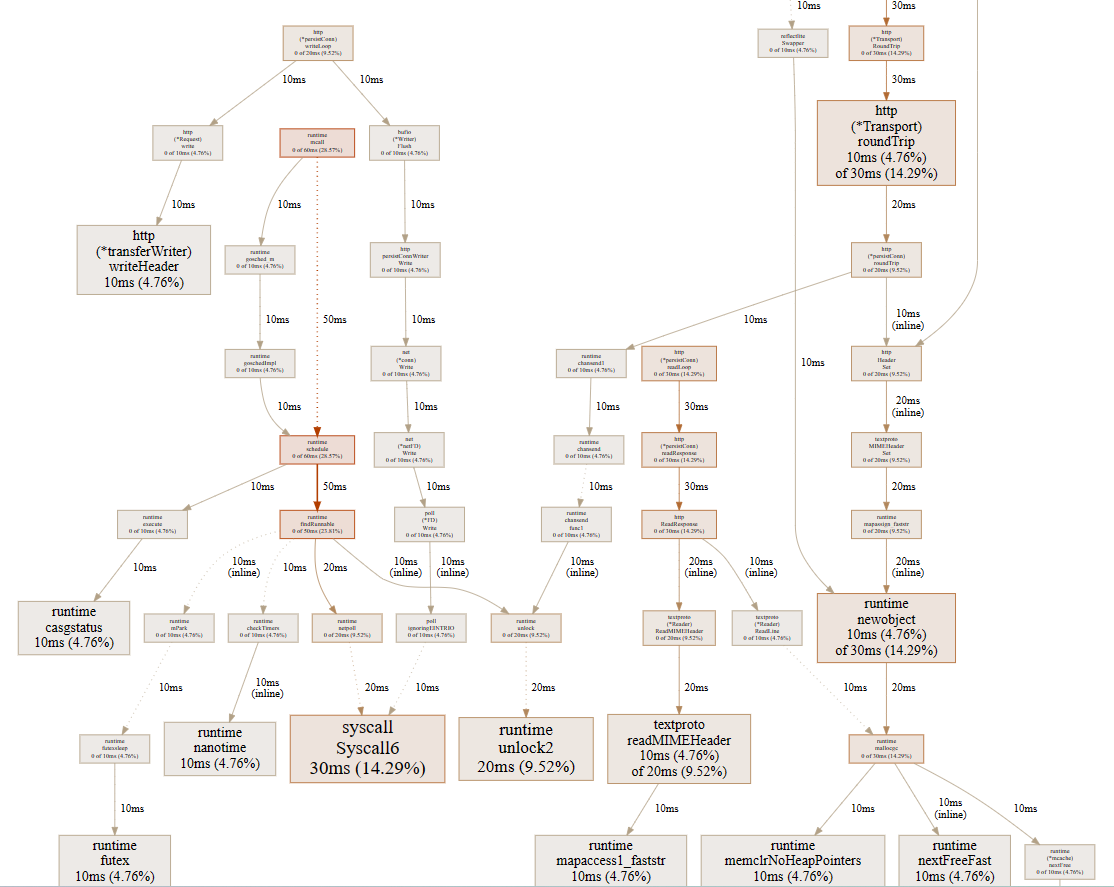 10ms
30ms
http
(*persistConn)
writeLoop
0 of 20ms (9.52%)
reflectlite
Swapper
0 of 10ms (4.76%)
http
(*Transport)
RoundTrip
0 of 30ms (14.29%)
10ms
10ms
30ms
http
(*Transport)
roundTrip
10ms (4.76%)
of 30ms (14.29%)
http
(*Request)
write
0 of 10ms (4.76%)
runtime
mcall
0 of 60ms (28.57%)
bufio
(*Writer)
Flush
0 of 10ms (4.76%)
10ms
10ms
10ms
20ms
http
(*transferWriter)
writeHeader
10ms (4.76%)
runtime
gosched_m
0 of 10ms (4.76%)
http
persistConnWriter
Write
0 of 10ms (4.76%)
http
(*persistConn)
roundTrip
0 of 20ms (9.52%)
10ms
50ms
10ms
10ms
10ms
(inline)
runtime
goschedImpl
0 of 10ms (4.76%)
net
(*conn)
Write
0 of 10ms (4.76%)
runtime
chansend1
0 of 10ms (4.76%)
http
(*persistConn)
readLoop
0 of 30ms (14.29%)
10ms
http
Header
Set
0 of 20ms (9.52%)
10ms
10ms
10ms
30ms
20ms
(inline)
runtime
schedule
0 of 60ms (28.57%)
net
(*netFD)
Write
0 of 10ms (4.76%)
runtime
chansend
0 of 10ms (4.76%)
http
(*persistConn)
readResponse
0 of 30ms (14.29%)
textproto
MIMEHeader
Set
0 of 20ms (9.52%)
10ms
50ms
10ms
10ms
30ms
20ms
runtime
execute
0 of 10ms (4.76%)
runtime
findRunnable
0 of 50ms (23.81%)
poll
(*FD)
Write
0 of 10ms (4.76%)
runtime
chansend
func1
0 of 10ms (4.76%)
http
ReadResponse
0 of 30ms (14.29%)
runtime
mapassign_faststr
0 of 20ms (9.52%)
10ms
10ms
(inline)
10ms
20ms
10ms
(inline)
10ms
(inline)
10ms
(inline)
20ms
(inline)
10ms
(inline)
20ms
(inline)
runtime
casgstatus
10ms (4.76%)
runtime
mPark
0 of 10ms (4.76%)
runtime
checkTimers
0 of 10ms (4.76%)
runtime
netpoll
0 of 20ms (9.52%)
poll
ignoringEINTRIO
0 of 10ms (4.76%)
runtime
unlock
0 of 20ms (9.52%)
textproto
(*Reader)
ReadMIMEHeader
0 of 20ms (9.52%)
textproto
(*Reader)
ReadLine
0 of 10ms (4.76%)
runtime
newobject
10ms (4.76%)
of 30ms (14.29%)
10ms
10ms
(inline)
20ms
10ms
20ms
20ms
10ms
20ms
runtime
futexsleep
0 of 10ms (4.76%)
runtime
nanotime
10ms (4.76%)
syscall
Syscall6
30ms (14.29%)
runtime
unlock2
20ms (9.52%)
textproto
readMIMEHeader
10ms (4.76%)
of 20ms (9.52%)
runtime
mallocgc
0 of 30ms (14.29%)
10ms
10ms
10ms
10ms
(inline)
10ms
runtime
futex
10ms (4.76%)
runtime
mapaccess1_faststr
10ms (4.76%)
runtime
memclrNoHeapPointers
10ms (4.76%)
runtime
nextFreeFast
10ms (4.76%)
runtime
(*mcache)
nextFree
0 of 10ms (4.76%)